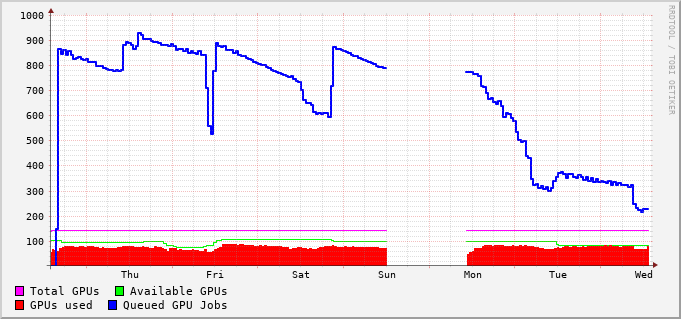 1000
900
800
700
600
500
400
300
200
100
Thu Fri Sat Sun Mon Tue Wed
Total GPUs Available GPUs
GPUs used Queued GPU Jobs
RRDTOOL / TOBI OETIKER